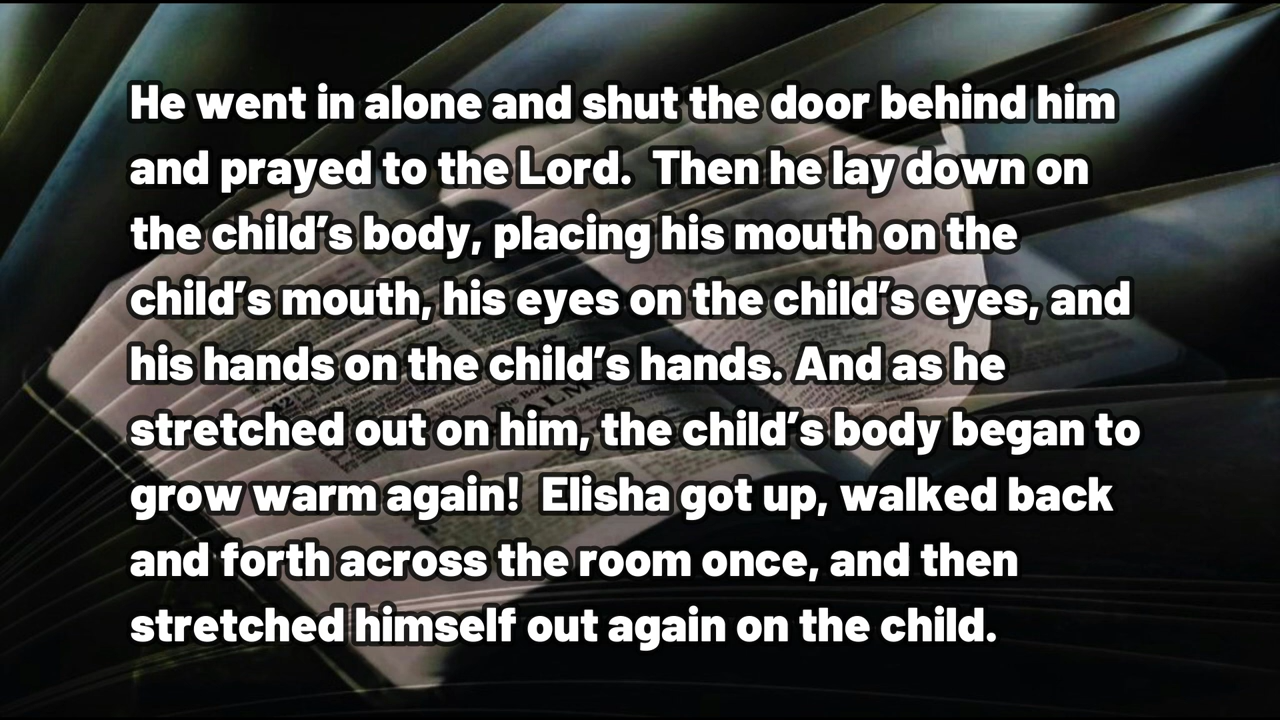 He went in alone and shut the door behind him
and prayed to the Lord.  Then he lay down on
the child’s body, placing his mouth on the
child’s mouth, his eyes on the child’s eyes, and
his hands on the child’s hands. And as he
stretched out on him, the child’s body began to
grow warm again!  Elisha got up, walked back
and forth across the room once, and then
stretched himself out again on the child.